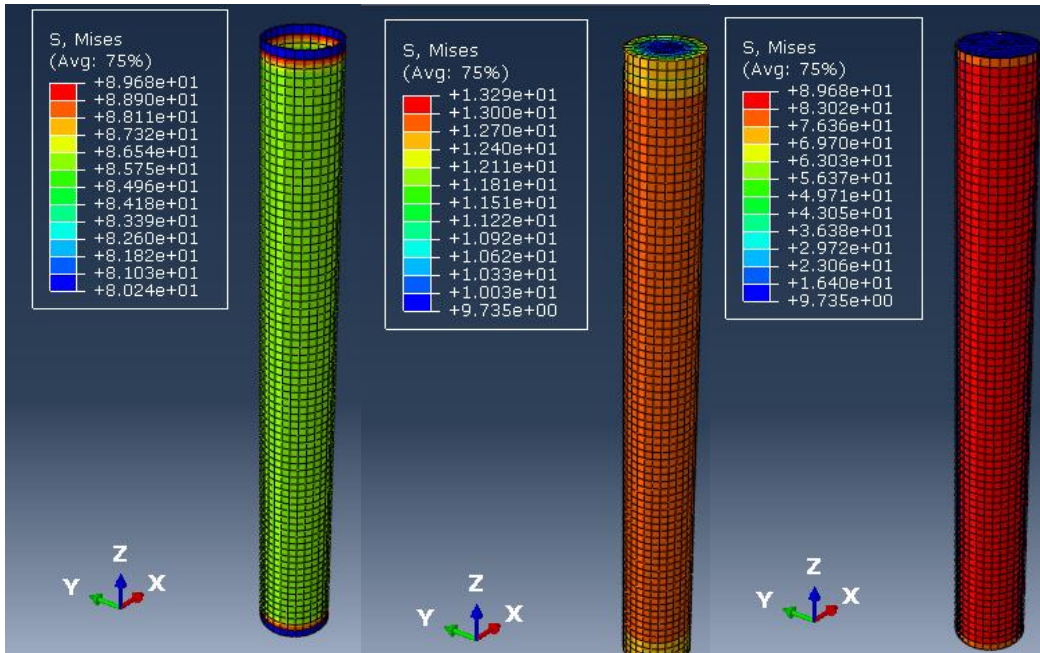 S, Mises
(Avg: 75%)
+8.968e+01
+8.890e+01
+8.811e+01
+8.732e+01
+8.654e+01
+8.575e+01
+8.496e+01
+8.418e+01
+8.339e+01
+8.260e+01
+8.182e+01
+8.103e+01
+8.024e+01
Z
Y
X
S, Mises
(Avg: 75%)
+1.329e+01
+1.300e+01
+1.270e+01
+1.240e+01
+1.211e+01
+1.181e+01
+1.151e+01
+1.122e+01
+1.092e+01
+1.062e+01
+1.033e+01
+1.003e+01
+9.735e+00
Z
Y
X
S, Mises
(Avg: 75%)
+8.968e+01
+8.302e+01
+7.636e+01
+6.970e+01
+6.303e+01
+5.637e+01
+4.971e+01
+4.305e+01
+3.638e+01
+2.972e+01
+2.306e+01
+1.640e+01
+9.735e+00
Z
Y
X